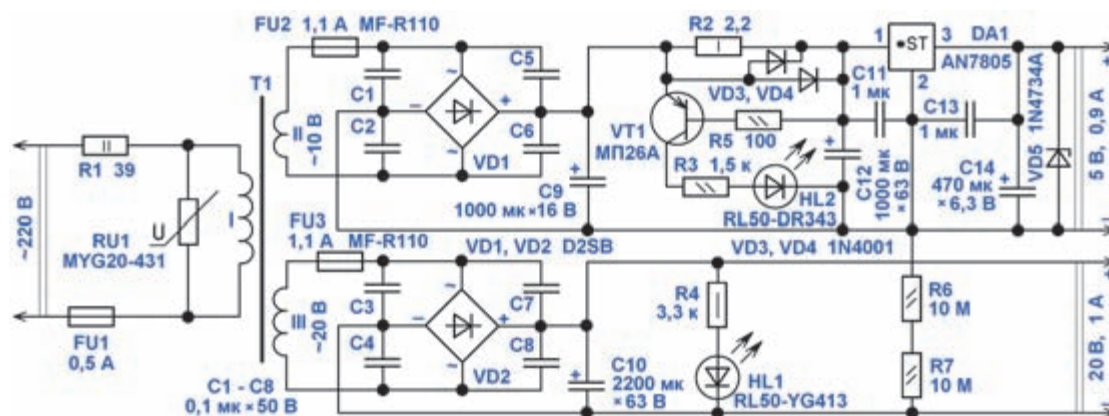 FU2 1,1 А MF-R110
T1
II
~10 В
C1
C2
~
−
+
~
VD1
C5
C6
C9
1000 мк×16 В
R2 2,2
VD3, VD4
VT1
МП26А
R5 100
R3 1,5 к
HL2
RL50-DR343
C11
1 мк
C12
1000 мк
×63 В
1
•ST
3
DA1
AN7805
2
C13
1 мк
C14
470 мк
×6,3 В
VD5 1N4734A
+
5 В, 0,9 А
−
~220 В
R1 39
U
RU1
MYG20-431
I
FU1
0,5 А
FU3
1,1 А MF-R110
III
~20 В
C3
C4
~
−
+
~
VD2
VD1, VD2 D2SB
C7
C8
C1 - C8
0,1 мк×50 В
C10
2200 мк
×63 В
VD3, VD4 1N4001
R4
3,3 к
HL1
RL50-YG413
R6
10 М
R7
10 М
+
20 В, 1 А
−